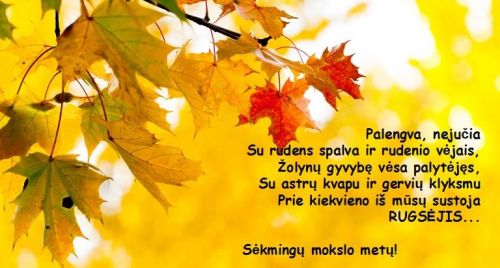 Palengva, nejučia
Su rudens spalva ir rudenio vėjais,
Žolynų gyvybę vėsa palytėjęs,
Su astrų kvapu ir gervių klyksmu
Prie kiekvieno iš mūsų sustoja
RUGSĖJIS...
Sėkmingų mokslo metų!